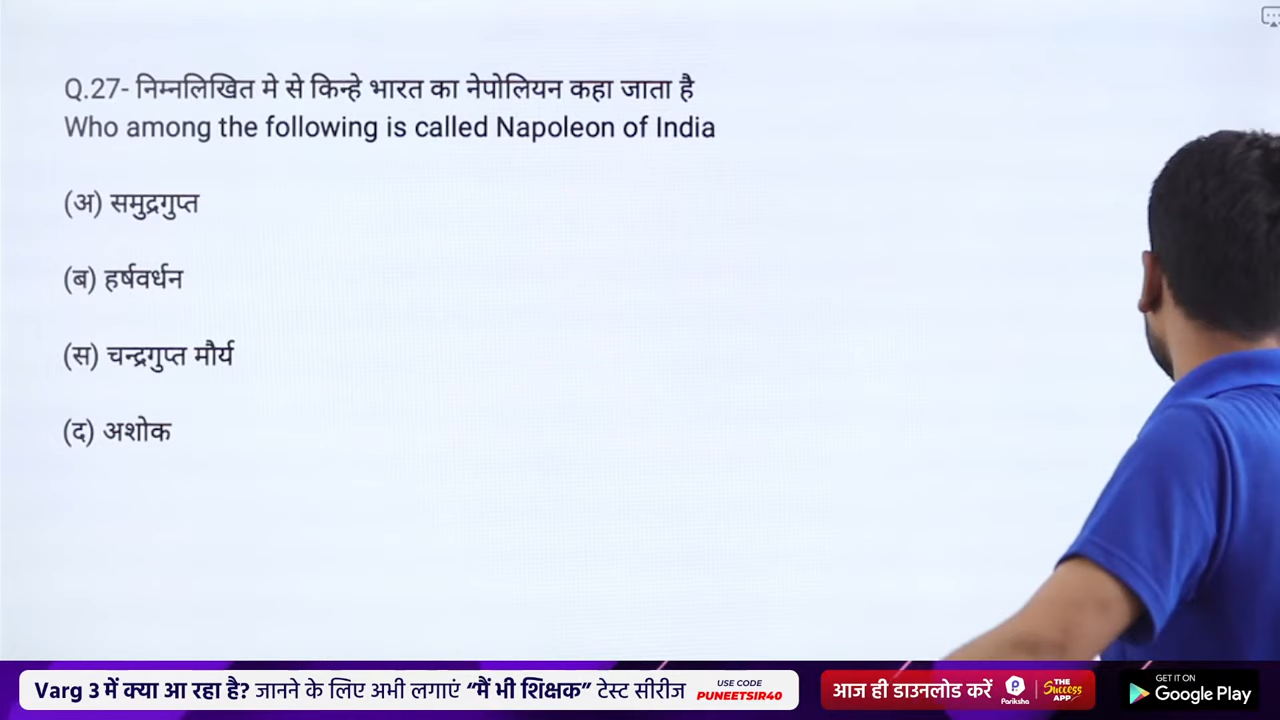 Q.27- निम्नलिखित मे से किन्हे भारत का नेपोलियन कहा जाता है
Who among the following is called Napoleon of India
(अ) समुद्रगुप्त
(ब) हर्षवर्धन
(स) चन्द्रगुप्त मौर्य
(द) अशोक
Varg 3 में क्या आ रहा है? जानने के लिए अभी लगाएं “मैं भी शिक्षक” टेस्ट सीरीज
USE CODE
PUNEETSIR40
आज ही डाउनलोड करें
Pariksha
THE
Success
APP
GET IT ON
Google Play